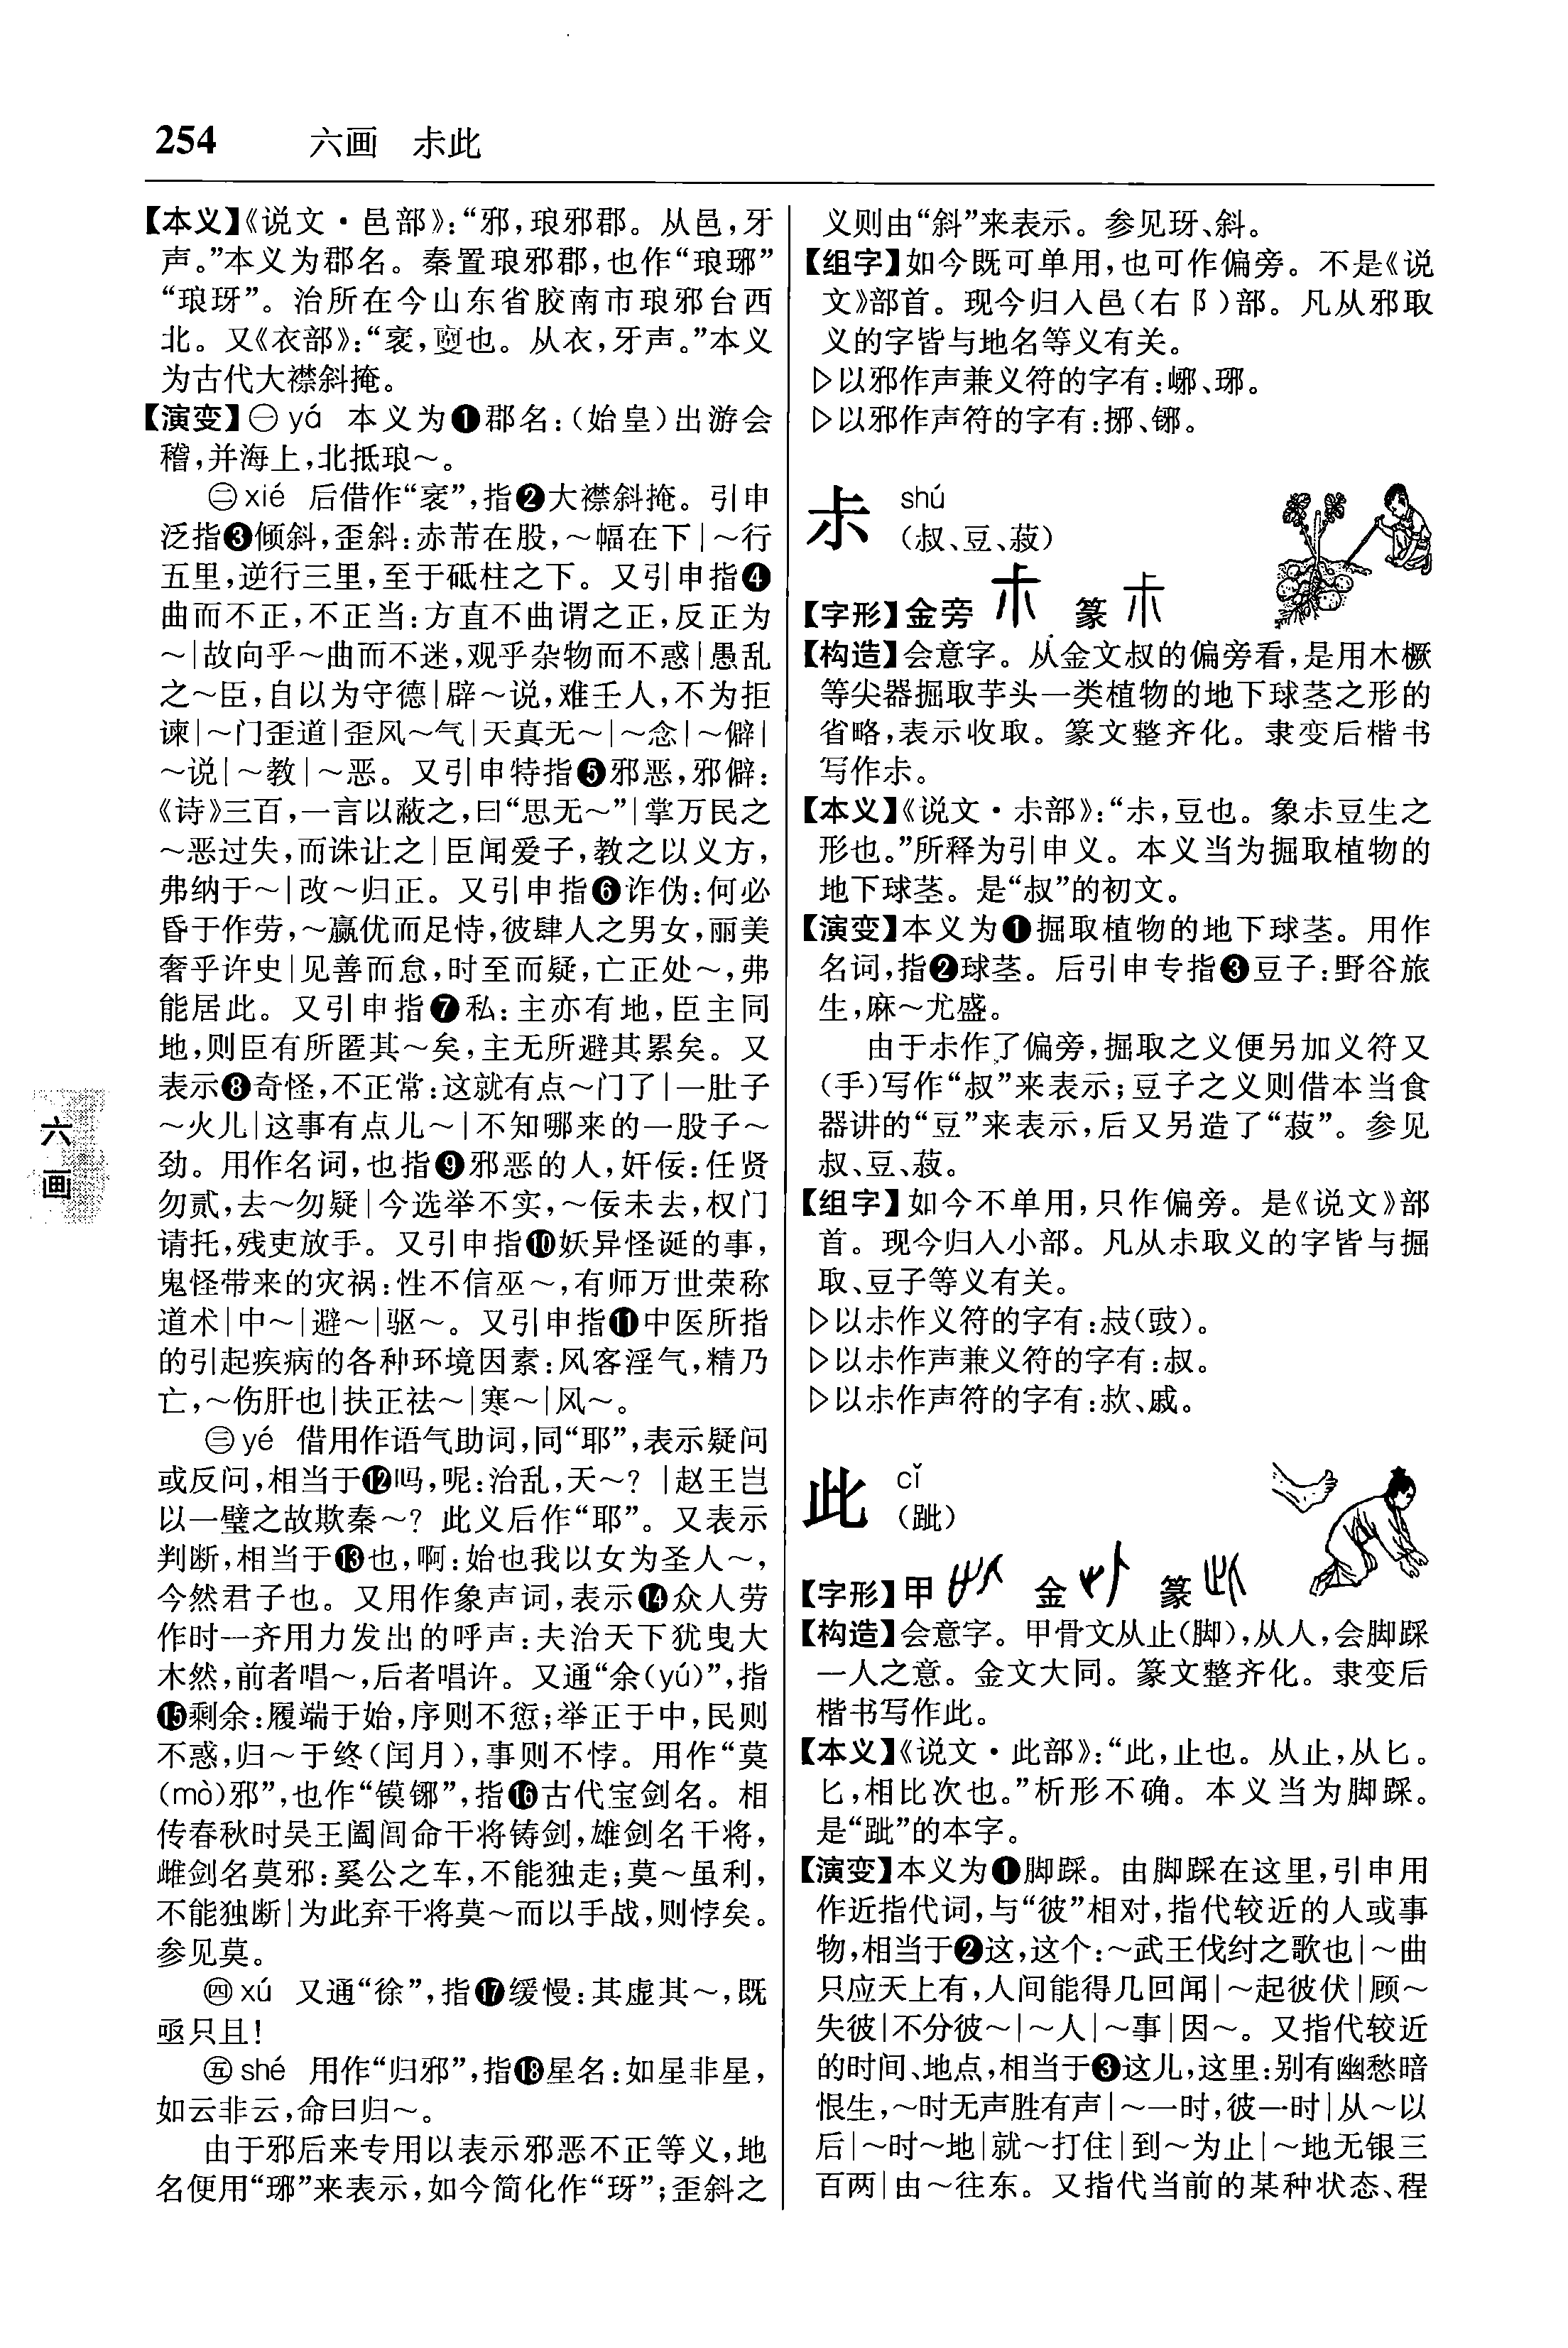 254 六画 尗此
【本义】《说文·邑部》：“邪，琅邪郡。从邑，牙
声。”本义为郡名。秦置琅邪郡，也作“琅琊”
“琅玡”。治所在今山东省胶南市琅邪台西
北。又《衣部》：“衺，𡕢也。从衣，牙声。”本义
为古代大襟斜掩。
【演变】㊀yá 本义为❶郡名：（始皇）出游会
稽，并海上，北抵琅～。
㊁xié 后借作“衺”，指❷大襟斜掩。引申
泛指❸倾斜，歪斜：赤芾在股，～幅在下|～行
五里，逆行三里，至于砥柱之下。又引申指❹
曲而不正，不正当：方直不曲谓之正，反正为
～|故向乎～曲而不迷，观乎杂物而不惑|愚乱
之～臣，自以为守德|辟～说，难壬人，不为拒
谏|～门歪道|歪风～气|天真无～|～念|～僻|
～说|～教|～恶。又引申特指❺邪恶，邪僻：
《诗》三百，一言以蔽之，曰“思无～”|掌万民之
～恶过失，而诛让之|臣闻爱子，教之以义方，
弗纳于～|改～归正。又引申指❻诈伪：何必
昏于作劳，～赢优而足恃，彼肆人之男女，丽美
奢乎许史|见善而怠，时至而疑，亡正处～，弗
能居此。又引申指❼私：主亦有地，臣主同
地，则臣有所匿其～矣，主无所避其累矣。又
表示❽奇怪，不正常：这就有点～门了|一肚子
～火儿|这事有点儿～|不知哪来的一股子～
劲。用作名词，也指❾邪恶的人，奸佞：任贤
勿贰，去～勿疑|今选举不实，～佞未去，权门
请托，残吏放手。又引申指❿妖异怪诞的事，
鬼怪带来的灾祸：性不信巫～，有师万世荣称
道术|中～|避～|驱～。又引申指⓫中医所指
的引起疾病的各种环境因素：风客淫气，精乃
亡，～伤肝也|扶正祛～|寒～|风～。
㊂yé 借用作语气助词，同“耶”，表示疑问
或反问，相当于⓬吗，呢：治乱，天～？|赵王岂
以一璧之故欺秦～？此义后作“耶”。又表示
判断，相当于⓭也，啊：始也我以女为圣人～，
今然君子也。又用作象声词，表示⓮众人劳
作时一齐用力发出的呼声：夫治天下犹曳大
木然，前者唱～，后者唱许。又通“余(yú)”，指
⓯剩余：履端于始，序则不愆；举正于中，民则
不惑，归～于终（闰月），事则不悖。用作“莫
(mò)邪”，也作“镆铘”，指⓰古代宝剑名。相
传春秋时吴王阖闾命干将铸剑，雄剑名干将，
雌剑名莫邪：奚公之车，不能独走；莫～虽利，
不能独断|为此弃干将莫～而以手战，则悖矣。
参见莫。
㊃xú 又通“徐”，指⓱缓慢：其虚其～，既
亟只且！
㊄shé 用作“归邪”，指⓲星名：如星非星，
如云非云，命曰归～。
由于邪后来专用以表示邪恶不正等义，地
名便用“琊”来表示，如今简化作“玡”；歪斜之
义则由“斜”来表示。参见玡、斜。
【组字】如今既可单用，也可作偏旁。不是《说
文》部首。现今归入邑（右阝）部。凡从邪取
义的字皆与地名等义有关。
▷以邪作声兼义符的字有：㟎、琊。
▷以邪作声符的字有：揶、铘。
尗 shú
（叔、豆、菽）
【字形】金旁 篆
【构造】会意字。从金文叔的偏旁看，是用木橛
等尖器掘取芋头一类植物的地下球茎之形的
省略，表示收取。篆文整齐化。隶变后楷书
写作尗。
【本义】《说文·尗部》：“尗，豆也。象尗豆生之
形也。”所释为引申义。本义当为掘取植物的
地下球茎。是“叔”的初文。
【演变】本义为❶掘取植物的地下球茎。用作
名词，指❷球茎。后引申专指❸豆子：野谷旅
生，麻～尤盛。
由于尗作了偏旁，掘取之义便另加义符又
（手）写作“叔”来表示；豆子之义则借本当食
器讲的“豆”来表示，后又另造了“菽”。参见
叔、豆、菽。
【组字】如今不单用，只作偏旁。是《说文》部
首。现今归入小部。凡从尗取义的字皆与掘
取、豆子等义有关。
▷以尗作义符的字有：敊（豉）。
▷以尗作声兼义符的字有：叔。
▷以尗作声符的字有：欼、戚。
此 cǐ
（跐）
【字形】甲 金 篆
【构造】会意字。甲骨文从止（脚），从人，会脚踩
一人之意。金文大同。篆文整齐化。隶变后
楷书写作此。
【本义】《说文·此部》：“此，止也。从止，从匕。
匕，相比次也。”析形不确。本义当为脚踩。
是“跐”的本字。
【演变】本义为❶脚踩。由脚踩在这里，引申用
作近指代词，与“彼”相对，指代较近的人或事
物，相当于❷这，这个：～武王伐纣之歌也|～曲
只应天上有，人间能得几回闻|～起彼伏|顾～
失彼|不分彼～|～人|～事|因～。又指代较近
的时间、地点，相当于❸这儿，这里：别有幽愁暗
恨生，～时无声胜有声|～一时，彼一时|从～以
后|～时～地|就～打住|到～为止|～地无银三
百两|由～往东。又指代当前的某种状态、程
六
画